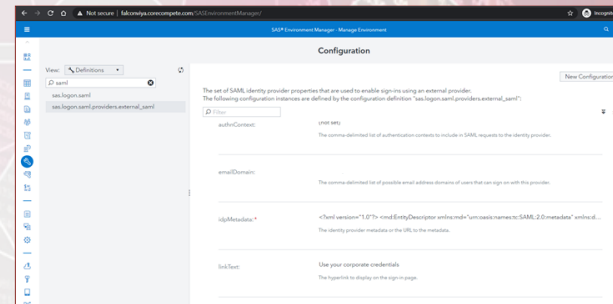 Not secure | falconviya.corecompete.com/SASEnvironmentManager/
Incognito
SAS® Environment Manager - Manage Environment
Configuration
View: Definitions
saml
sas.logon.saml
sas.logon.saml.providers.external_saml
New Configuration
The set of SAML identity provider properties that are used to enable sign-ins using an external provider.
The following configuration instances are defined by the configuration definition "sas.logon.saml.providers.external_saml":
Filter
authnContext: (not set)
The comma-delimited list of authentication contexts to include in SAML requests to the identity provider.
emailDomain:
The comma-delimited list of possible email address domains of users that can sign on with this provider.
idpMetadata:* <?xml version="1.0"?> <md:EntityDescriptor xmlns:md="urn:oasis:names:tc:SAML:2.0:metadata" xmlns:d...
The identity provider metadata or the URL to the metadata.
linkText: Use your corporate credentials
The hyperlink to display on the sign-in page.